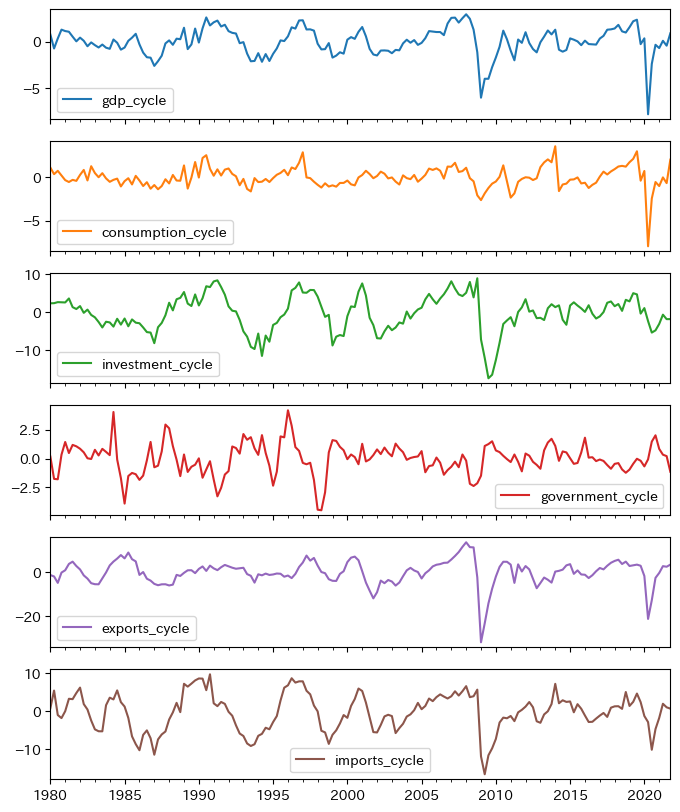 0
−5
gdp_cycle
0
−5
consumption_cycle
10
0
−10
investment_cycle
2.5
0.0
−2.5
government_cycle
0
−20
exports_cycle
10
0
−10
imports_cycle
1980 1985 1990 1995 2000 2005 2010 2015 2020